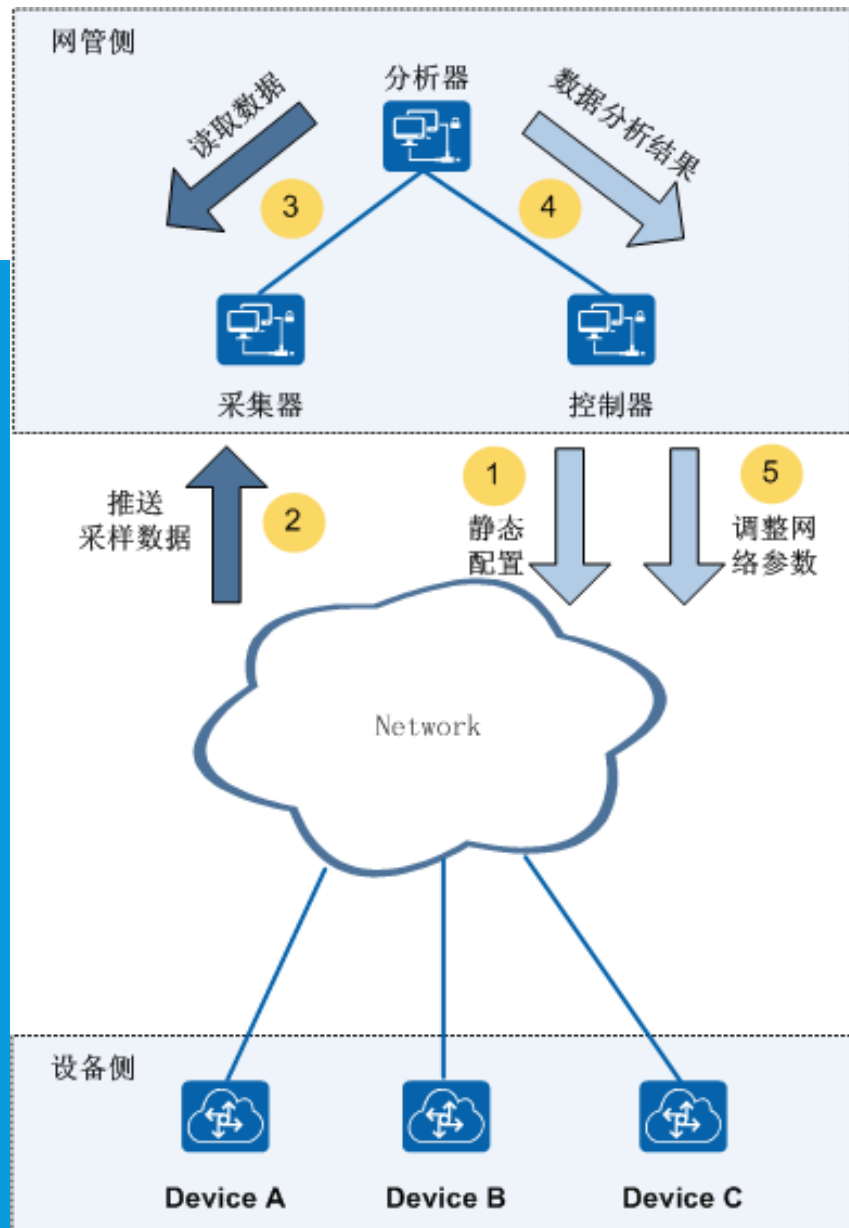 网管侧
分析器
读取数据
数据分析结果
3
4
采集器
控制器
推送
采样数据
2
1
静态
配置
5
调整网
络参数
Network
设备侧
Device A
Device B
Device C